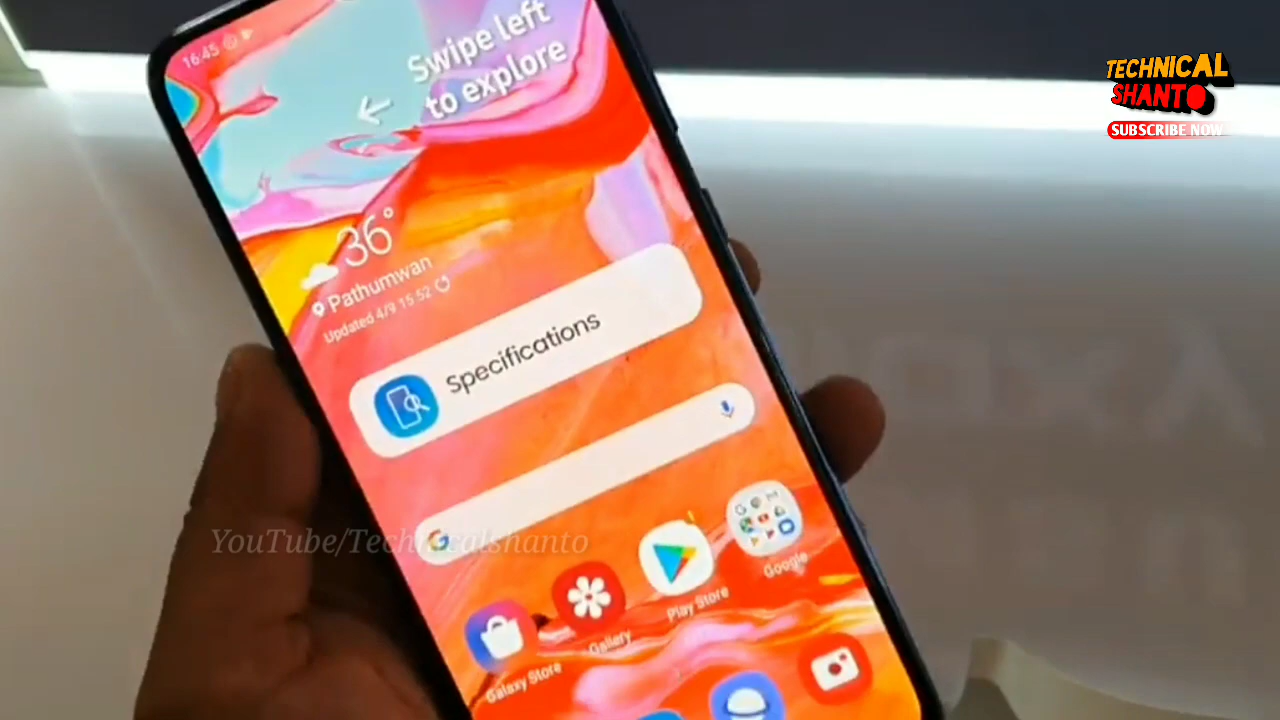 16:45
Swipe left
to explore
TECHNICAL
SHANTO
SUBSCRIBE NOW
36°
Pathumwan
Updated 4/9 15:52
Specifications
YouTube/Technicalshanto
Galaxy Store
Gallery
Play Store
Google